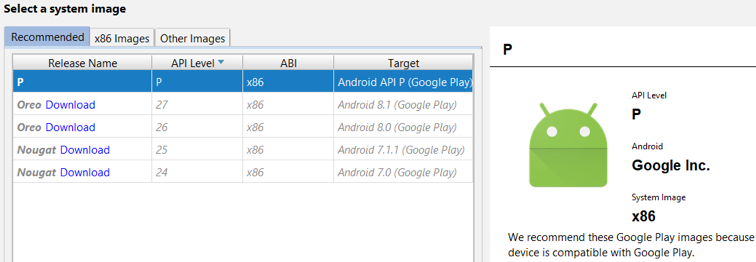 Select a system image
Recommended x86 Images Other Images
Release Name API Level ABI Target
P P x86 Android API P (Google Play)
Oreo Download 27 x86 Android 8.1 (Google Play)
Oreo Download 26 x86 Android 8.0 (Google Play)
Nougat Download 25 x86 Android 7.1.1 (Google Play)
Nougat Download 24 x86 Android 7.0 (Google Play)
P
API Level
P
Android
Google Inc.
System Image
x86
We recommend these Google Play images because
device is compatible with Google Play.